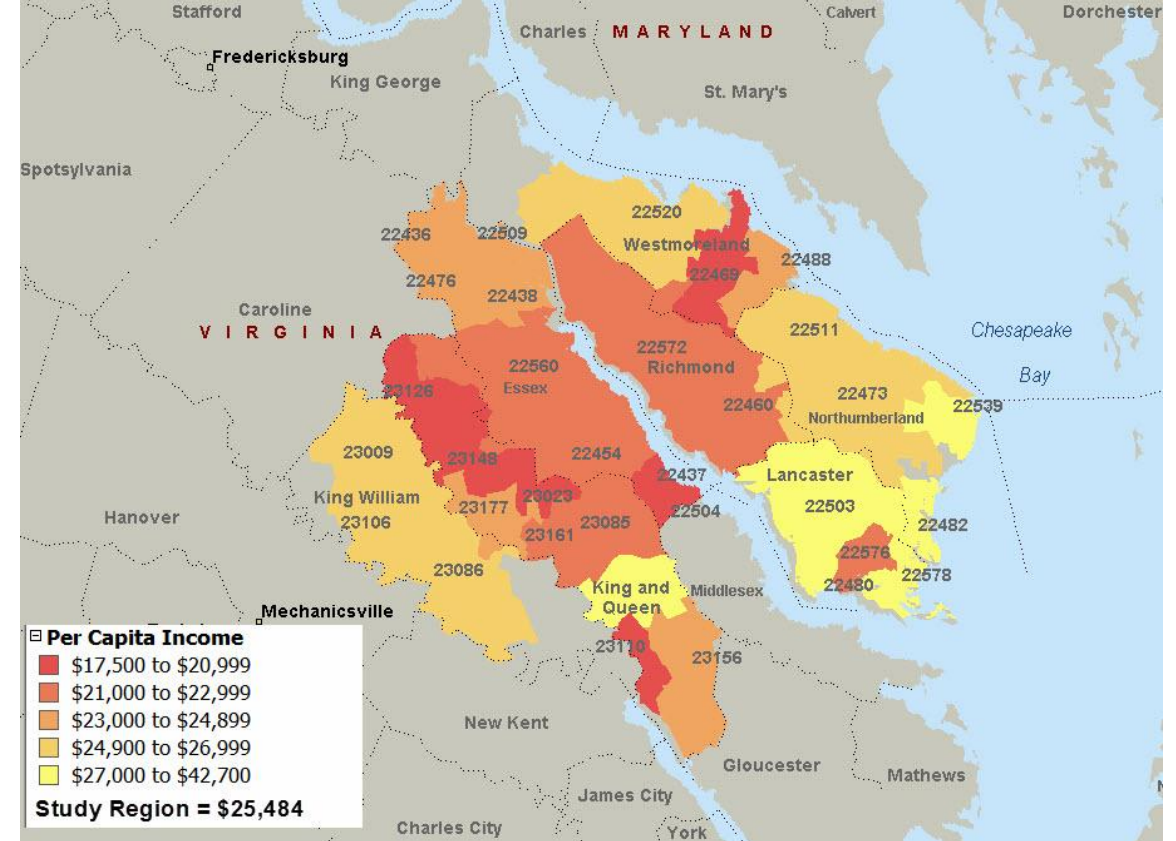 Stafford
Calvert
Dorchester
Charles
MARYLAND
Fredericksburg
King George
St. Mary's
Spotsylvania
22520
22436
22509
Westmoreland
22488
22469
22476
22438
Caroline
VIRGINIA
22511
Chesapeake
Bay
22572
Richmond
22560
Essex
23126
22473
22460
22539
Northumberland
23009
22454
23148
22437
Lancaster
King William
23023
23177
22503
22504
Hanover
23106
23085
22482
23161
22576
23086
22578
22480
King and
Queen
Middlesex
Mechanicsville
23110
23156
Per Capita Income
$17,500 to $20,999
$21,000 to $22,999
$23,000 to $24,899
$24,900 to $26,999
$27,000 to $42,700
Study Region = $25,484
New Kent
Gloucester
Mathews
James City
Charles City
York